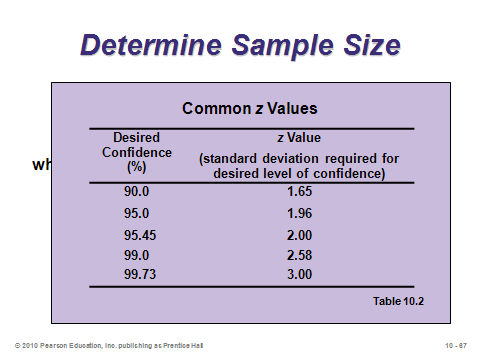 Determine Sample Size
wh
Common z Values
Desired Confidence (%) z Value (standard deviation required for desired level of confidence)
90.0 1.65
95.0 1.96
95.45 2.00
99.0 2.58
99.73 3.00
Table 10.2
© 2010 Pearson Education, Inc. publishing as Prentice Hall 10 - 67